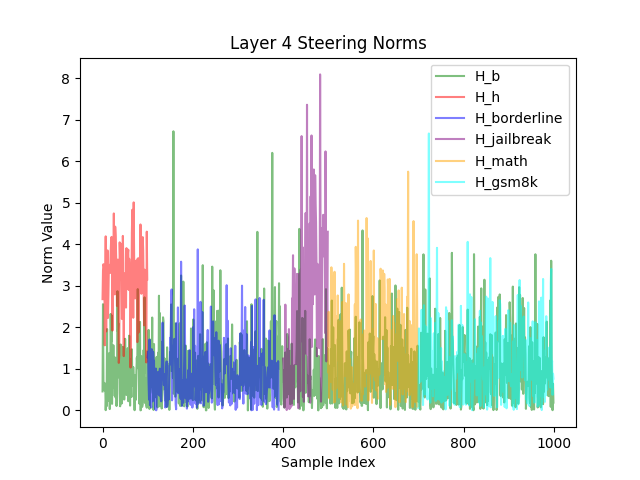 Layer 4 Steering Norms
8
7
6
5
4
3
2
1
0
Norm Value
0
200
400
600
800
1000
Sample Index
H_b
H_h
H_borderline
H_jailbreak
H_math
H_gsm8k